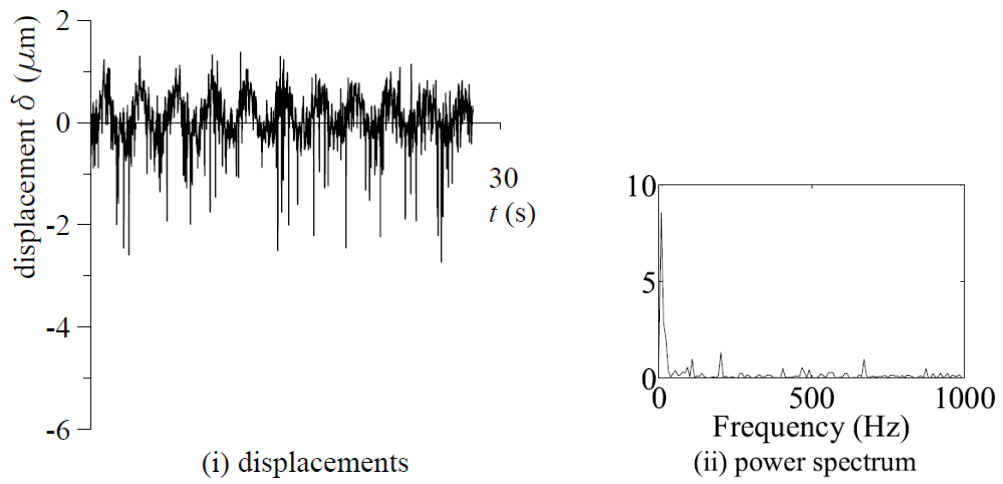 displacement δ (μm)
2
0
-2
-4
-6
30
t (s)
(i) displacements
10
5
0
0
500
1000
Frequency (Hz)
(ii) power spectrum